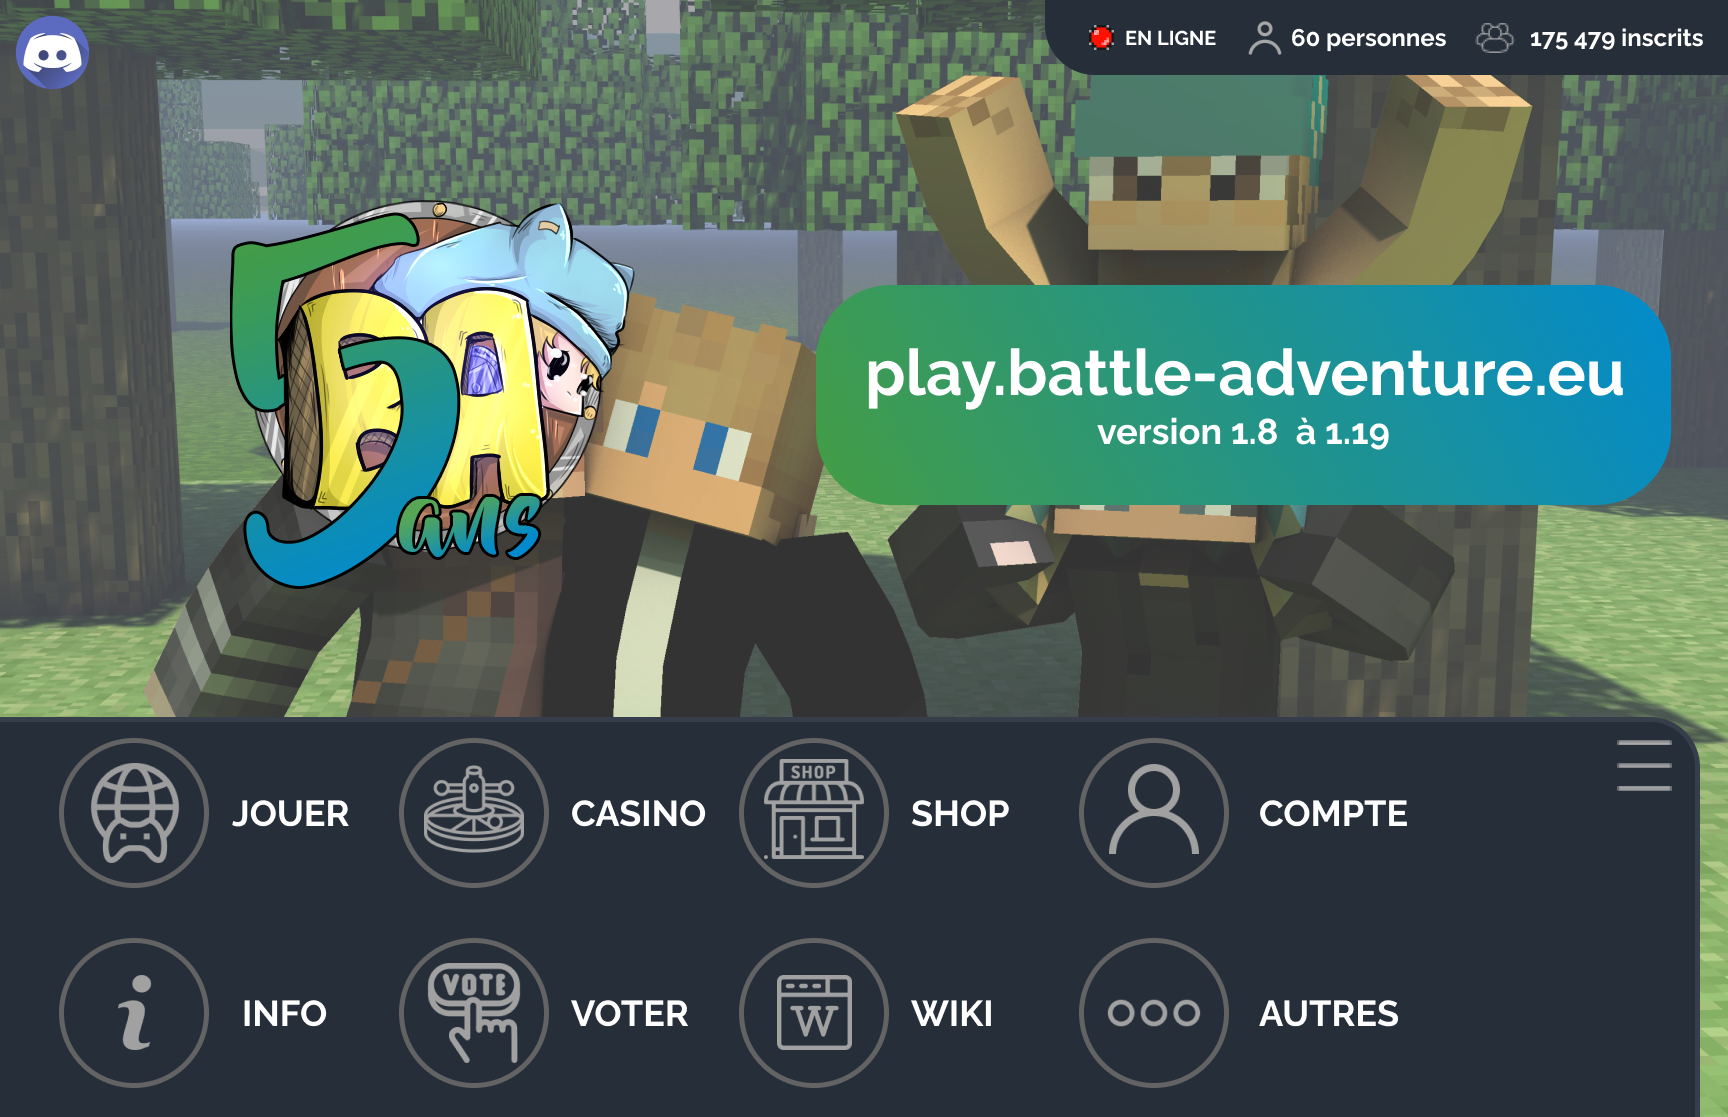 EN LIGNE
60 personnes
175 479 inscrits
5
BA
ans
play.battle-adventure.eu
version 1.8 à 1.19
JOUER
CASINO
SHOP
SHOP
COMPTE
INFO
VOTE
VOTER
W
WIKI
AUTRES